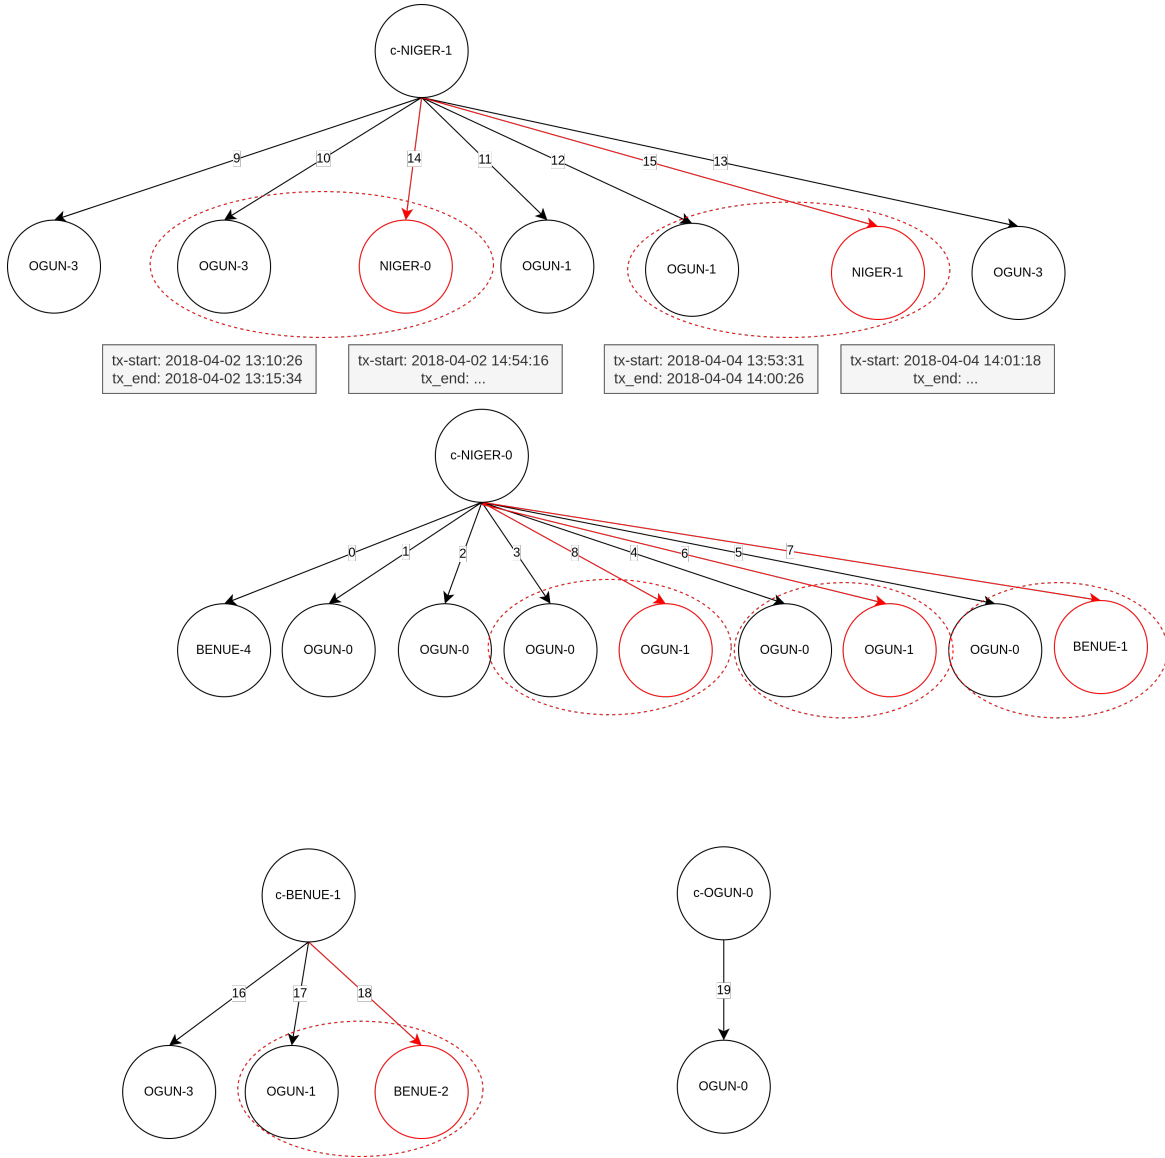 c-NIGER-1
9
10
14
11
12
15
13
OGUN-3
OGUN-3
NIGER-0
OGUN-1
OGUN-1
NIGER-1
OGUN-3
tx-start: 2018-04-02 13:10:26
tx_end: 2018-04-02 13:15:34
tx-start: 2018-04-02 14:54:16
tx_end: ...
tx-start: 2018-04-04 13:53:31
tx_end: 2018-04-04 14:00:26
tx-start: 2018-04-04 14:01:18
tx_end: ...
c-NIGER-0
0
1
2
3
8
4
6
5
7
BENUE-4
OGUN-0
OGUN-0
OGUN-0
OGUN-1
OGUN-0
OGUN-1
OGUN-0
BENUE-1
c-BENUE-1
16
17
18
OGUN-3
OGUN-1
BENUE-2
c-OGUN-0
19
OGUN-0